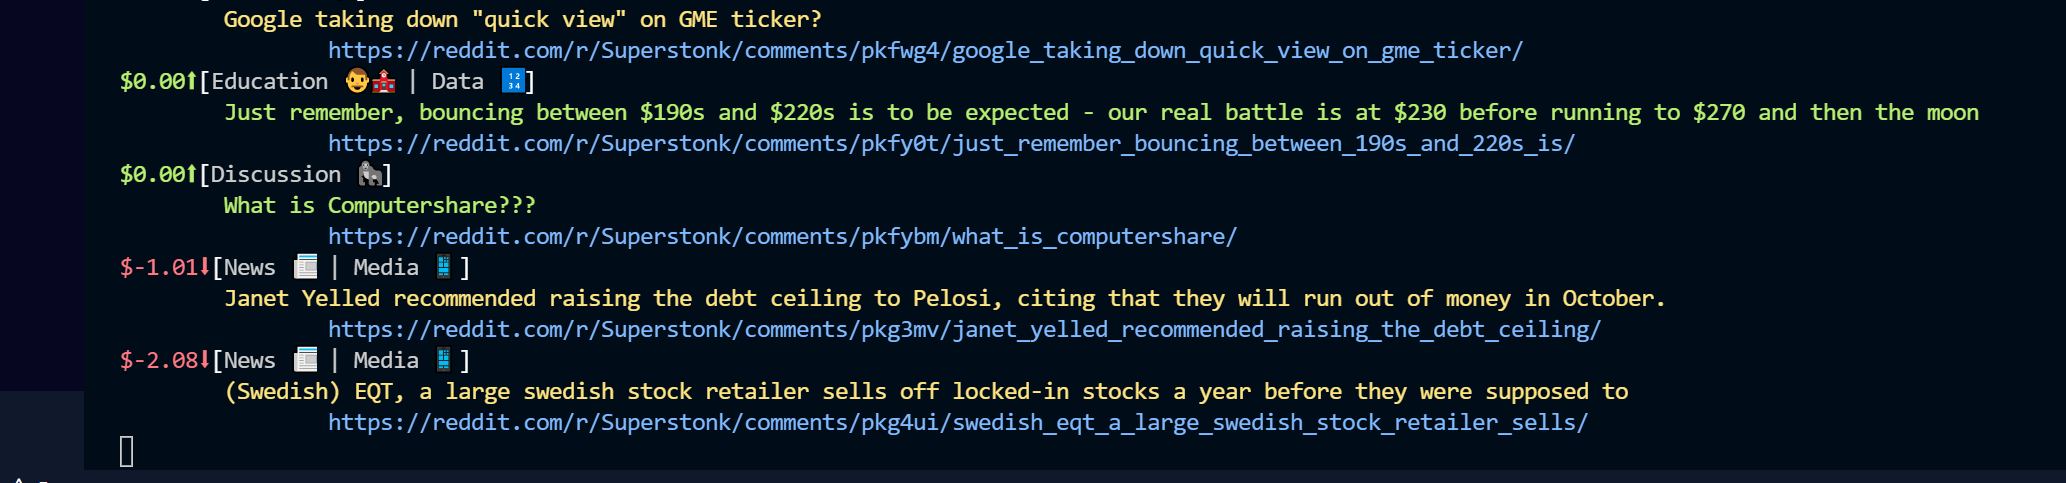 Google taking down "quick view" on GME ticker?
https://reddit.com/r/Superstonk/comments/pkfwg4/google_taking_down_quick_view_on_gme_ticker/
$0.00⬆[Education 👨🏫 | Data 🔢]
Just remember, bouncing between $190s and $220s is to be expected - our real battle is at $230 before running to $270 and then the moon
https://reddit.com/r/Superstonk/comments/pkfy0t/just_remember_bouncing_between_190s_and_220s_is/
$0.00⬆[Discussion 🦍]
What is Computershare???
https://reddit.com/r/Superstonk/comments/pkfybm/what_is_computershare/
$-1.01⬇[News 📰 | Media 📱]
Janet Yelled recommended raising the debt ceiling to Pelosi, citing that they will run out of money in October.
https://reddit.com/r/Superstonk/comments/pkg3mv/janet_yelled_recommended_raising_the_debt_ceiling/
$-2.08⬇[News 📰 | Media 📱]
(Swedish) EQT, a large swedish stock retailer sells off locked-in stocks a year before they were supposed to
https://reddit.com/r/Superstonk/comments/pkg4ui/swedish_eqt_a_large_swedish_stock_retailer_sells/